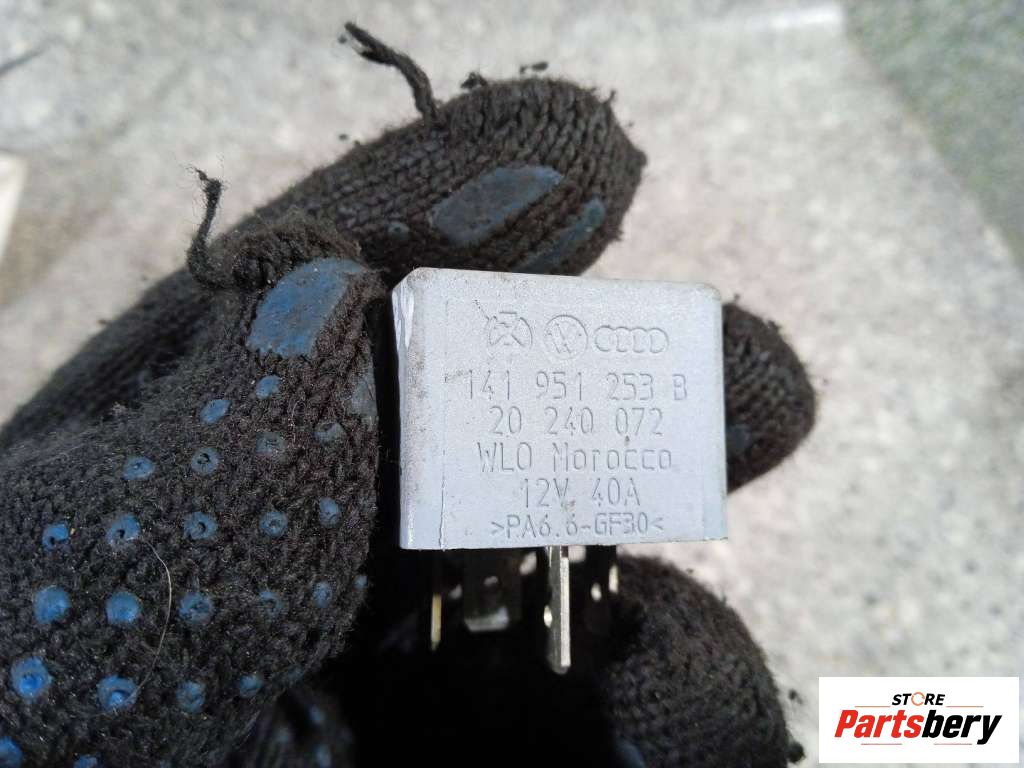 141 951 253 B
20 240 072
WLO Morocco
12V 40A
>PA6.6-GF30<
STORE
Partsbery